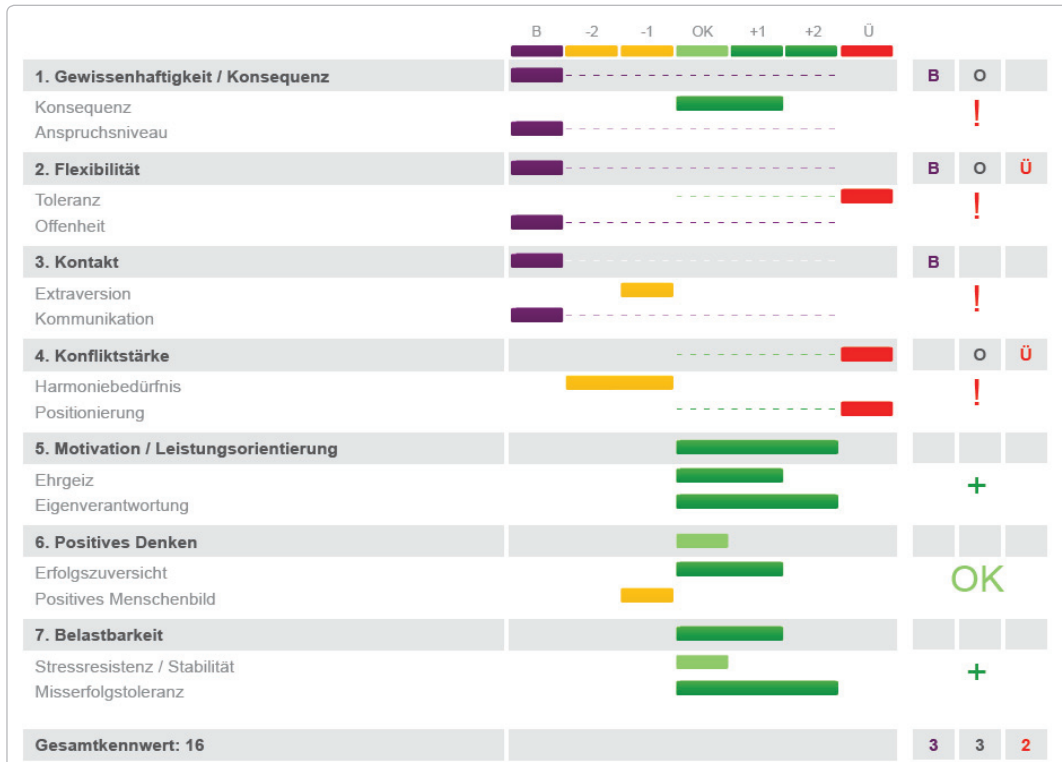 B -2 -1 OK +1 +2 Ü
1. Gewissenhaftigkeit / Konsequenz B O
Konsequenz !
Anspruchsniveau
2. Flexibilität B O Ü
Toleranz !
Offenheit
3. Kontakt B
Extraversion !
Kommunikation
4. Konfliktstärke O Ü
Harmoniebedürfnis !
Positionierung
5. Motivation / Leistungsorientierung
Ehrgeiz +
Eigenverantwortung
6. Positives Denken
Erfolgszuversicht OK
Positives Menschenbild
7. Belastbarkeit
Stressresistenz / Stabilität +
Misserfolgstoleranz
Gesamtkennwert: 16 3 3 2